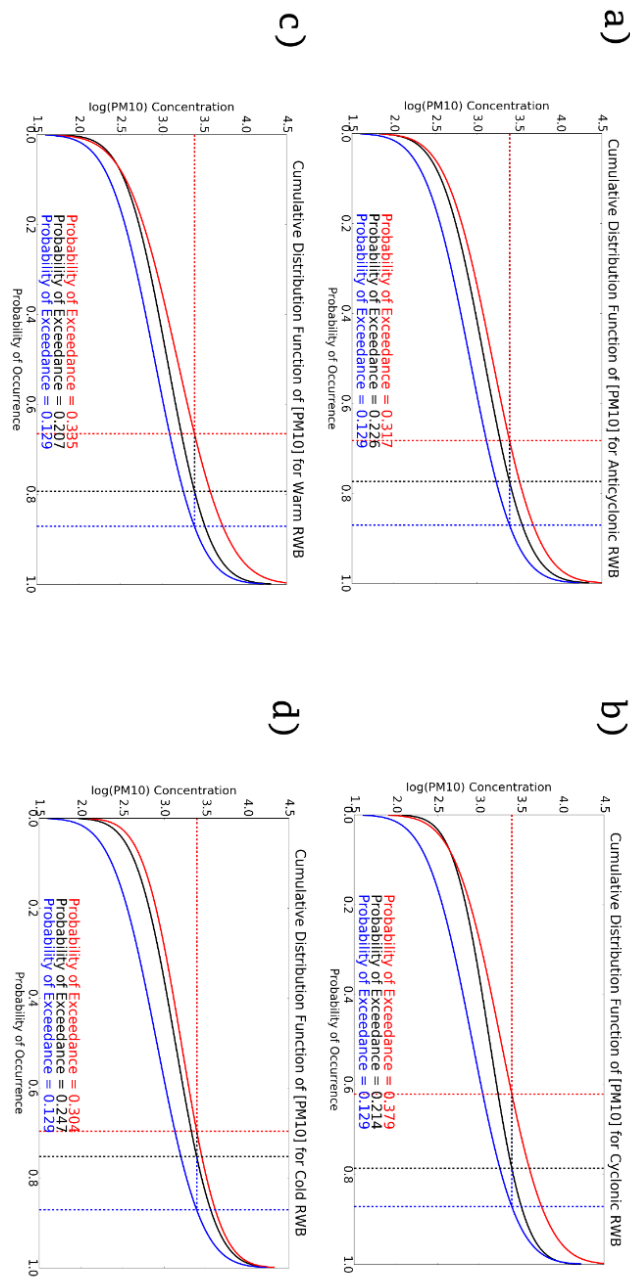 a)
Cumulative Distribution Function of [PM10] for Anticyclonic RWB
log(PM10) Concentration
4.5
4.0
3.5
3.0
2.5
2.0
1.5
Probability of Exceedance = 0.317
Probability of Exceedance = 0.226
Probability of Exceedance = 0.129
0.0 0.2 0.4 0.6 0.8 1.0
Probability of Occurrence
b)
Cumulative Distribution Function of [PM10] for Cyclonic RWB
log(PM10) Concentration
4.5
4.0
3.5
3.0
2.5
2.0
1.5
Probability of Exceedance = 0.379
Probability of Exceedance = 0.214
Probability of Exceedance = 0.129
0.0 0.2 0.4 0.6 0.8 1.0
Probability of Occurrence
c)
Cumulative Distribution Function of [PM10] for Warm RWB
log(PM10) Concentration
4.5
4.0
3.5
3.0
2.5
2.0
1.5
Probability of Exceedance = 0.335
Probability of Exceedance = 0.207
Probability of Exceedance = 0.129
0.0 0.2 0.4 0.6 0.8 1.0
Probability of Occurrence
d)
Cumulative Distribution Function of [PM10] for Cold RWB
log(PM10) Concentration
4.5
4.0
3.5
3.0
2.5
2.0
1.5
Probability of Exceedance = 0.304
Probability of Exceedance = 0.247
Probability of Exceedance = 0.129
0.0 0.2 0.4 0.6 0.8 1.0
Probability of Occurrence